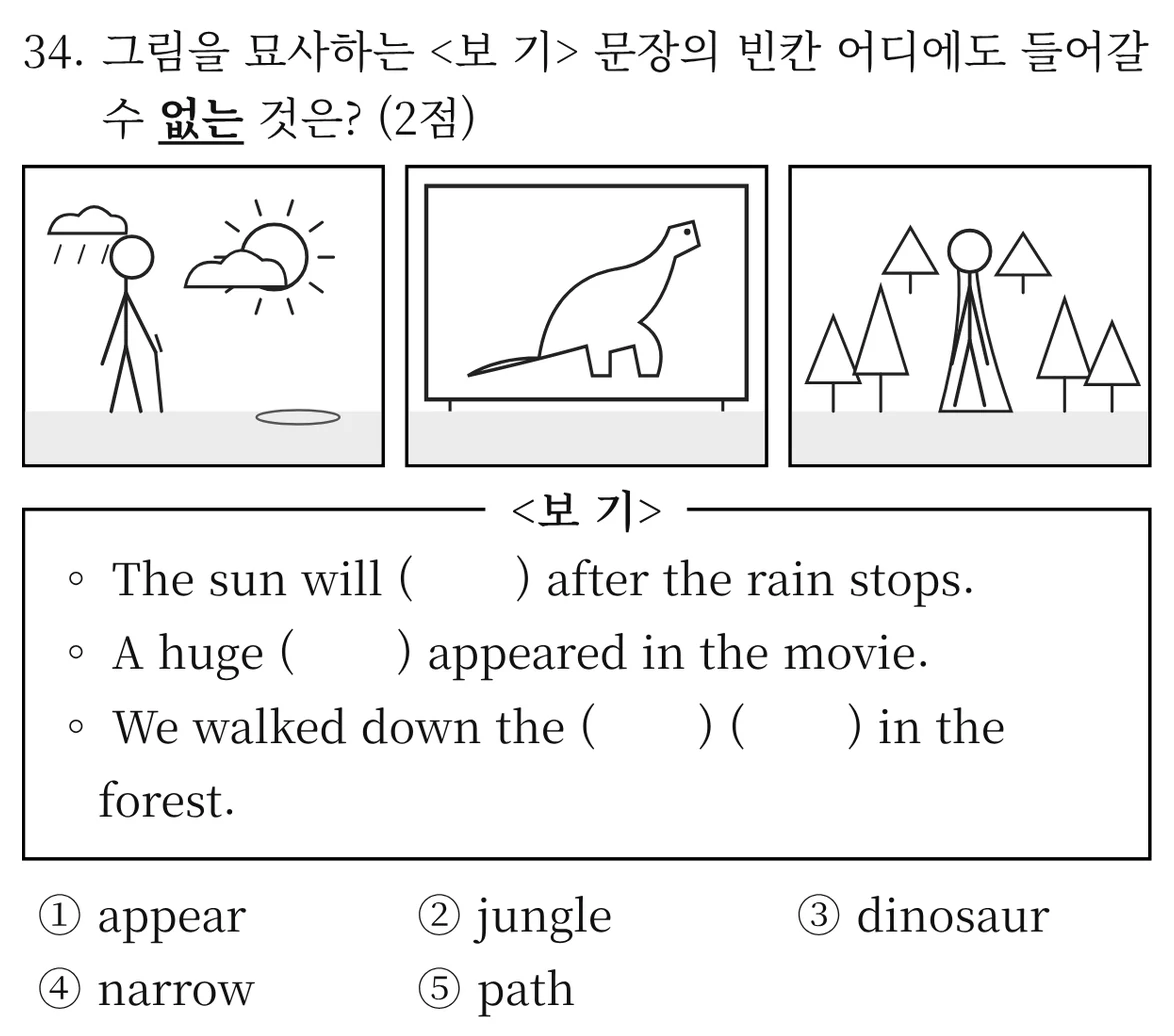 34. 그림을 묘사하는 <보 기> 문장의 빈칸 어디에도 들어갈
수 없는 것은? (2점)
<보 기>
◦ The sun will (        ) after the rain stops.
◦ A huge (        ) appeared in the movie.
◦ We walked down the (        ) (        ) in the
forest.
① appear ② jungle ③ dinosaur
④ narrow ⑤ path